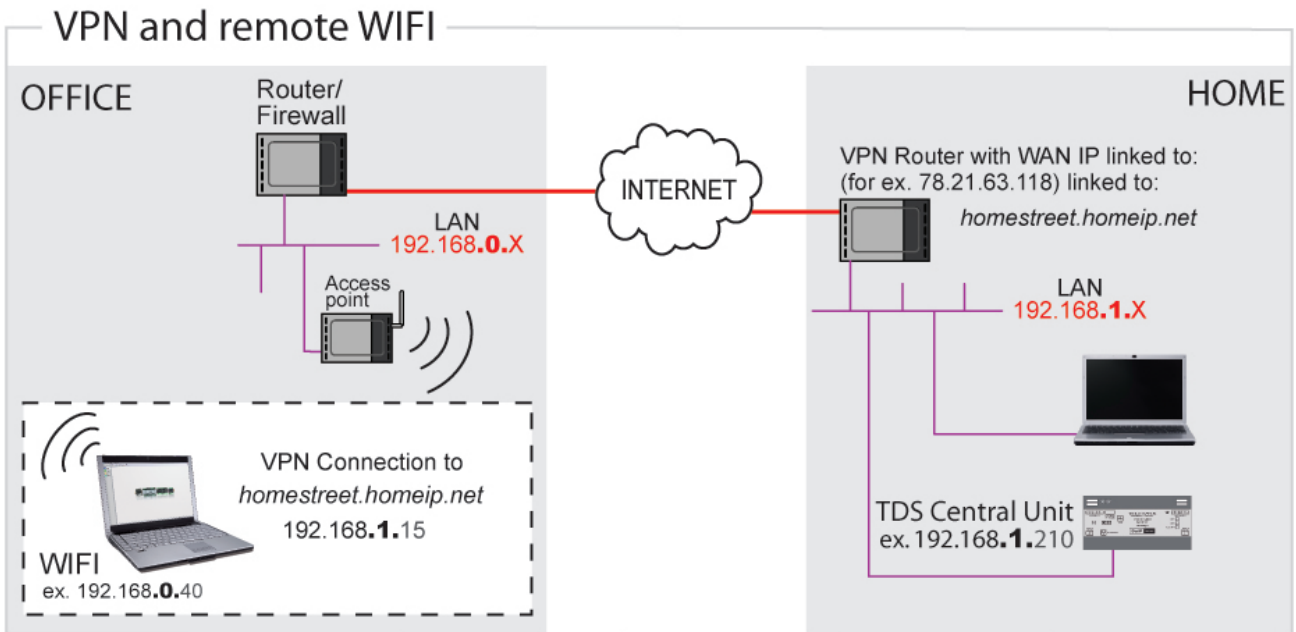 VPN and remote WIFI
OFFICE
Router/
Firewall
LAN
192.168.0.X
Access
point
VPN Connection to
homestreet.homeip.net
192.168.1.15
WIFI
ex. 192.168.0.40
INTERNET
HOME
VPN Router with WAN IP linked to:
(for ex. 78.21.63.118) linked to:
homestreet.homeip.net
LAN
192.168.1.X
TDS Central Unit
ex. 192.168.1.210